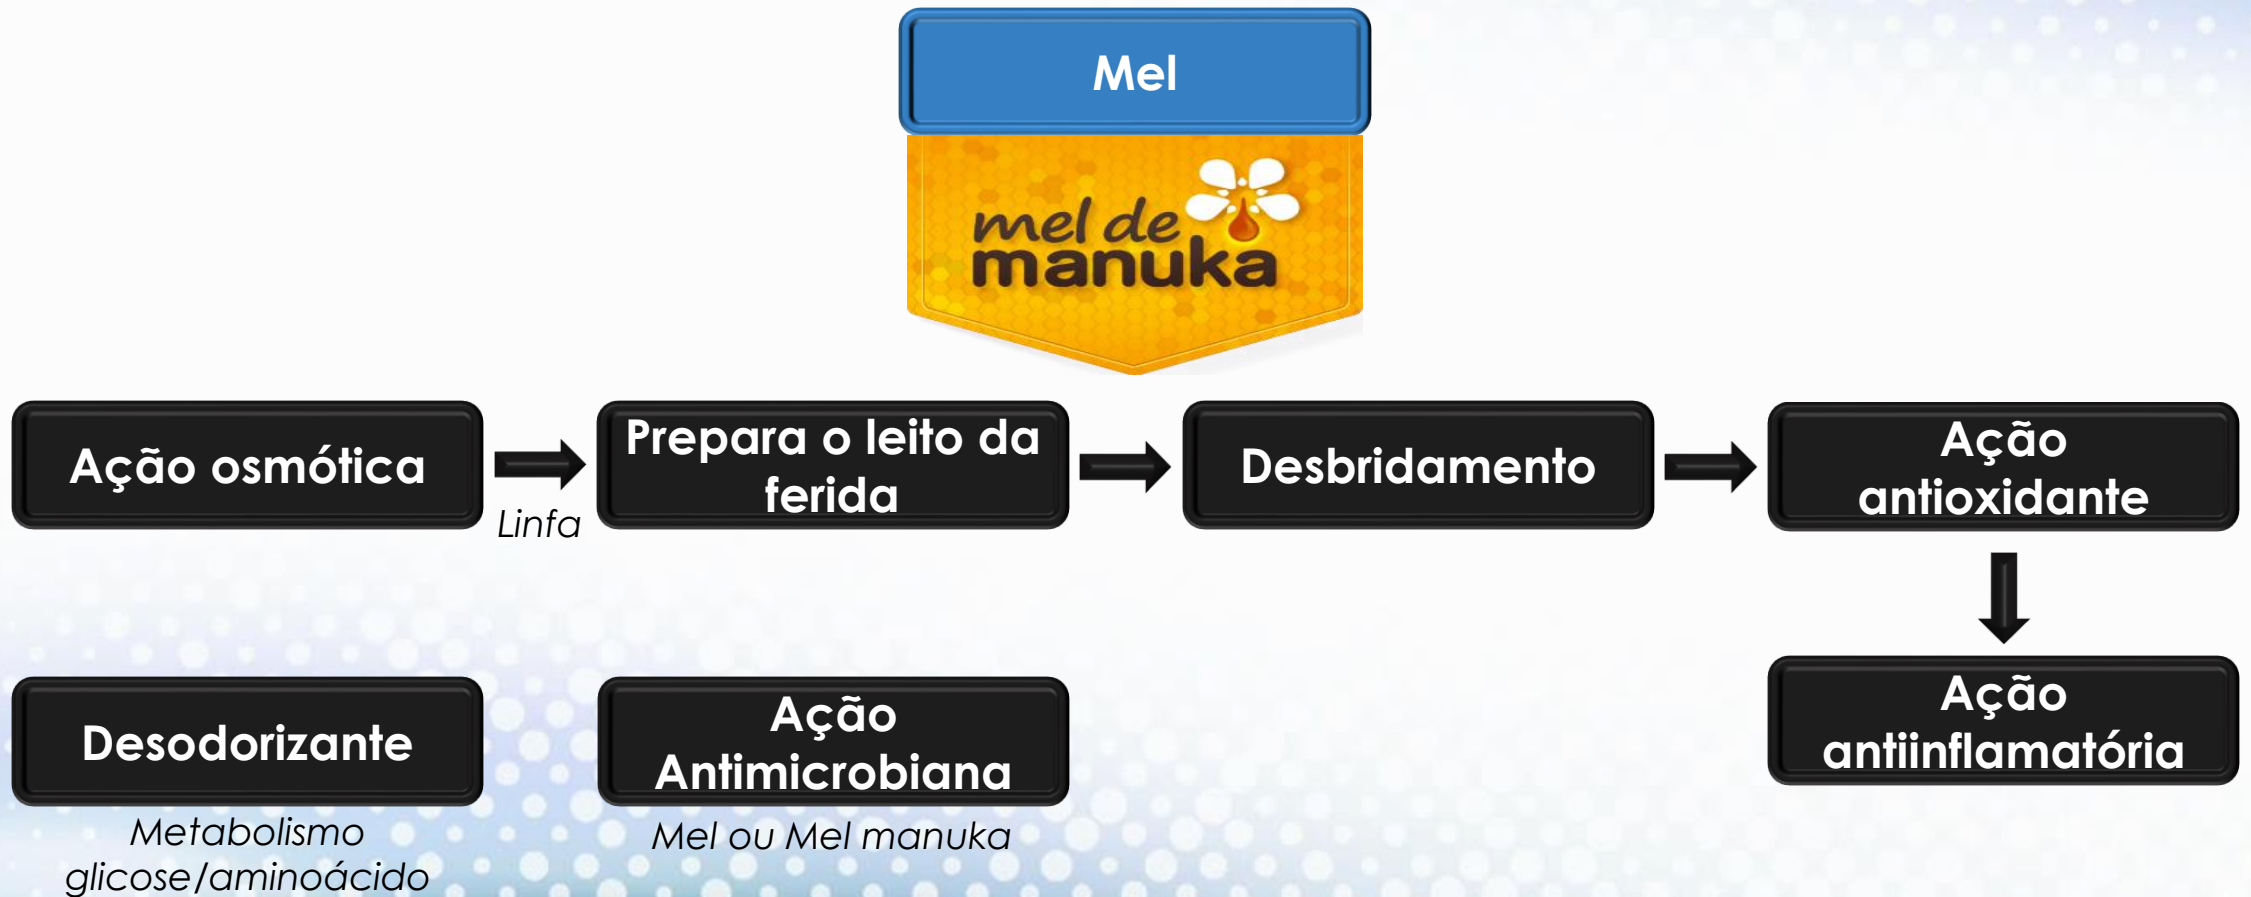 Mel
mel de
manuka
Ação osmótica
Linfa
Prepara o leito da
ferida
Desbridamento
Ação
antioxidante
Ação
antiinflamatória
Desodorizante
Metabolismo
glicose/aminoácido
Ação
Antimicrobiana
Mel ou Mel manuka